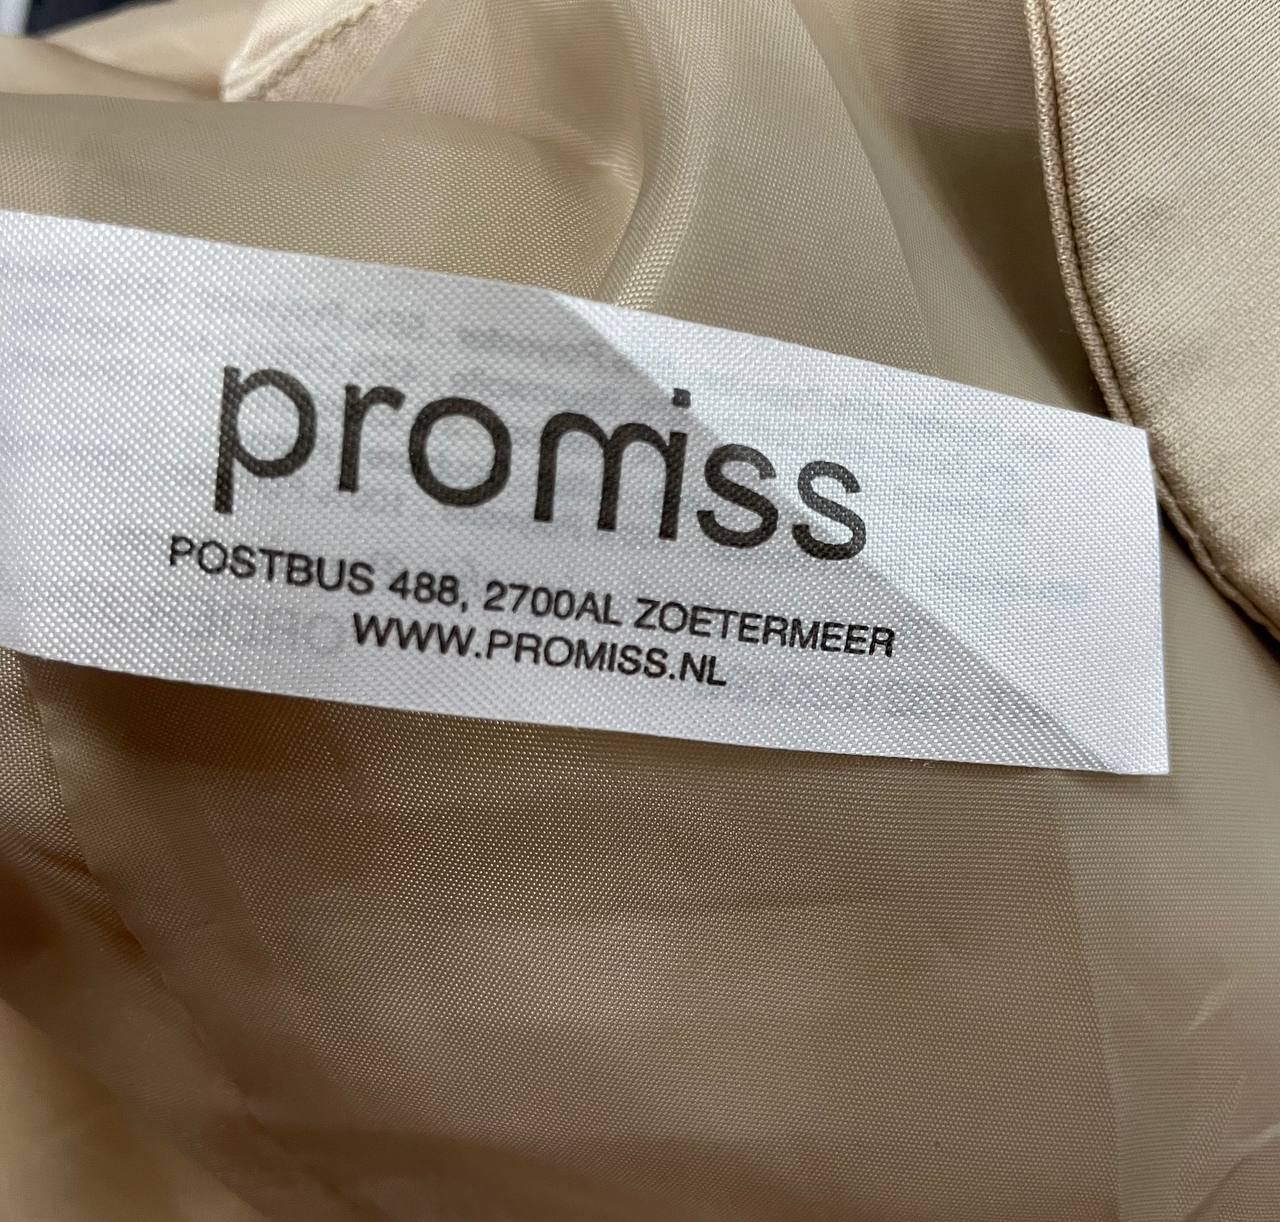 promiss
POSTBUS 488, 2700AL ZOETERMEER
WWW.PROMISS.NL